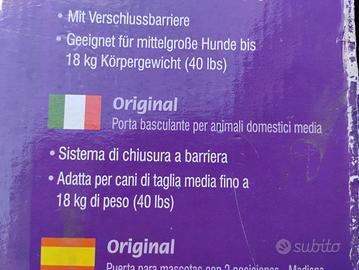 • Mit Verschlussbarriere
• Geeignet für mittelgroße Hunde bis
18 kg Körpergewicht (40 lbs)
Original
Porta basculante per animali domestici media
• Sistema di chiusura a barriera
• Adatta per cani di taglia media fino a
18 kg di peso (40 lbs)
Original
Puerta para mascotas con 2 posiciones - Mediana
subito